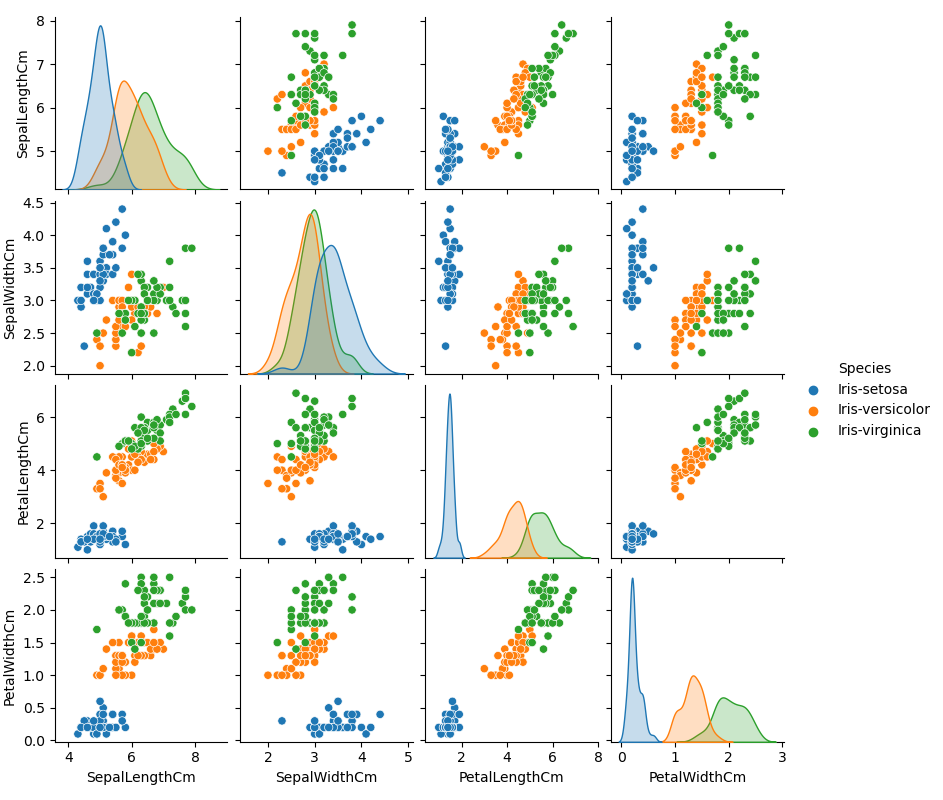 8
7
6
5
SepalLengthCm
4.5
4.0
3.5
3.0
2.5
2.0
SepalWidthCm
Species
Iris-setosa
Iris-versicolor
Iris-virginica
6
4
2
PetalLengthCm
2.5
2.0
1.5
1.0
0.5
0.0
PetalWidthCm
4 6 8
SepalLengthCm
2 3 4 5
SepalWidthCm
2 4 6 8
PetalLengthCm
0 1 2 3
PetalWidthCm